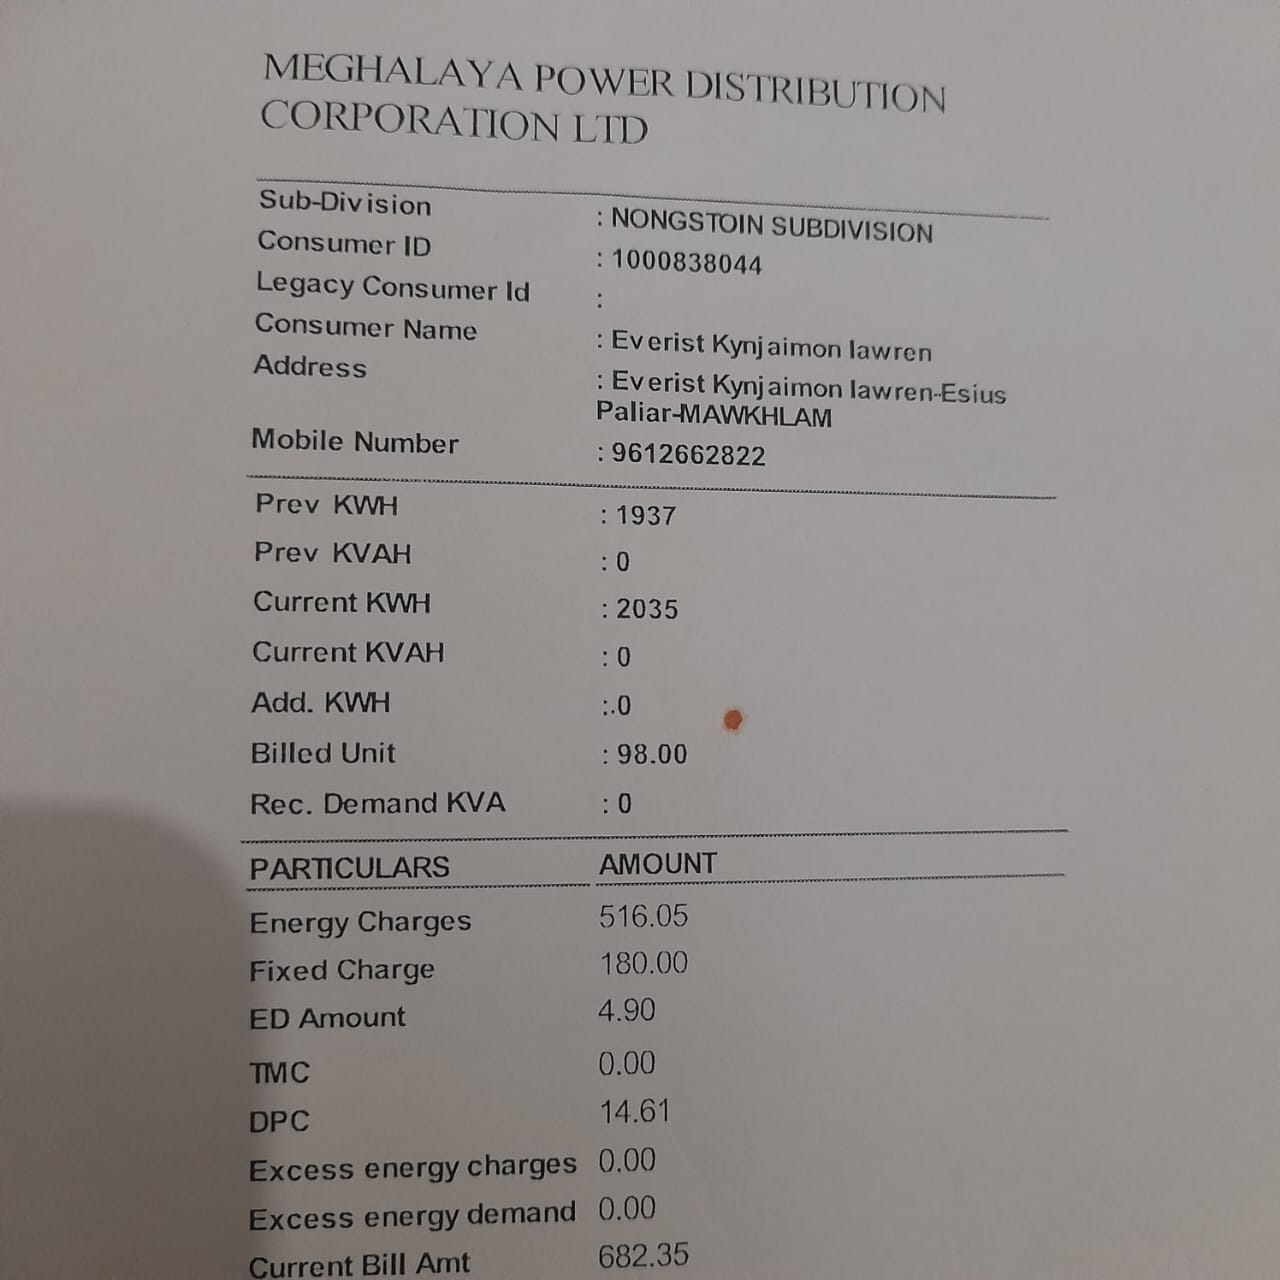 MEGHALAYA POWER DISTRIBUTION
CORPORATION LTD
Sub-Division : NONGSTOIN SUBDIVISION
Consumer ID : 1000838044
Legacy Consumer Id :
Consumer Name : Everist Kynjaimon lawren
Address : Everist Kynjaimon lawren-Esius
Paliar-MAWKHLAM
Mobile Number : 9612662822
Prev KWH : 1937
Prev KVAH : 0
Current KWH : 2035
Current KVAH : 0
Add. KWH :.0
Billed Unit : 98.00
Rec. Demand KVA : 0
PARTICULARS AMOUNT
Energy Charges 516.05
Fixed Charge 180.00
ED Amount 4.90
TMC 0.00
DPC 14.61
Excess energy charges 0.00
Excess energy demand 0.00
Current Bill Amt 682.35